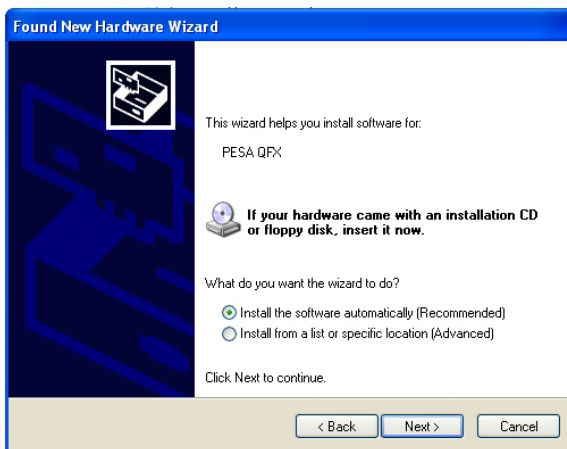 Found New Hardware Wizard
This wizard helps you install software for:
PESA QFX
If your hardware came with an installation CD
or floppy disk, insert it now.
What do you want the wizard to do?
Install the software automatically (Recommended)
Install from a list or specific location (Advanced)
Click Next to continue.
< Back
Next >
Cancel